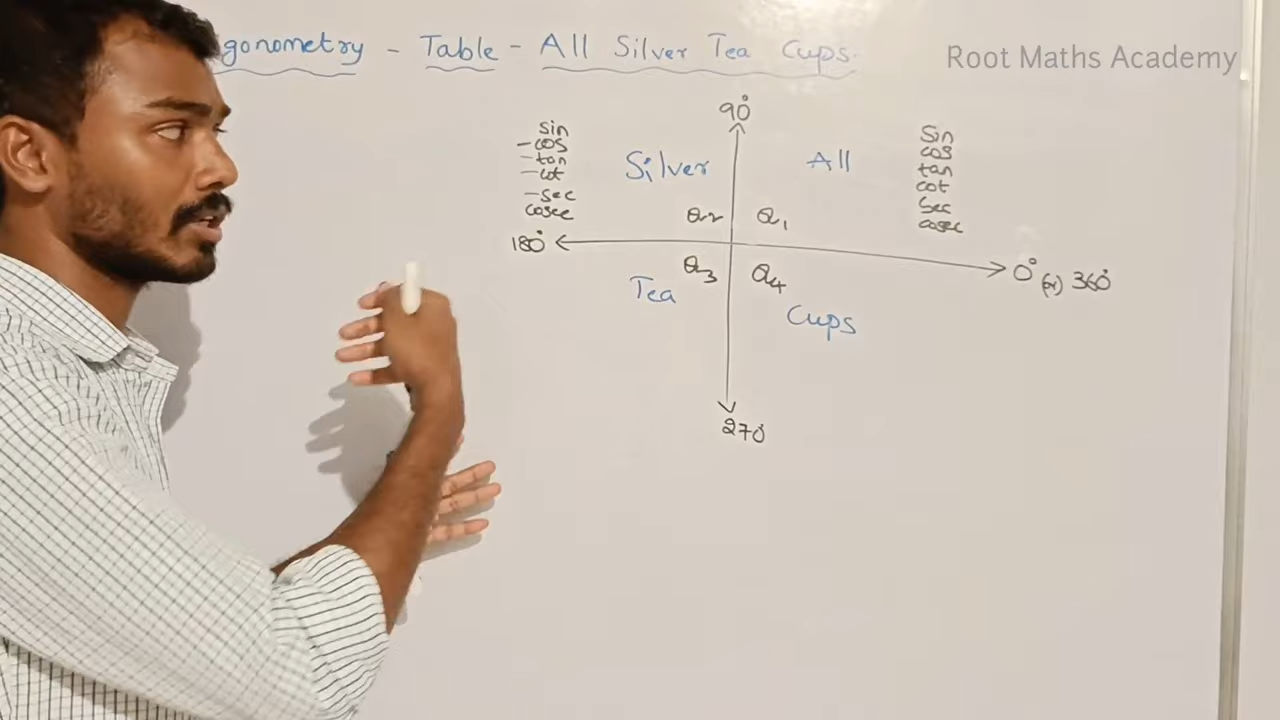 gonometry - Table - All Silver Tea Cups.
Root Maths Academy
90°
sin
-cos
-tan
-cot
-sec
cosec
Silver
All
Sin
cos
tan
cot
Sec
cosec
Q2
Q1
180°
0° (or) 360°
Q3
Q4
Tea
Cups
270°